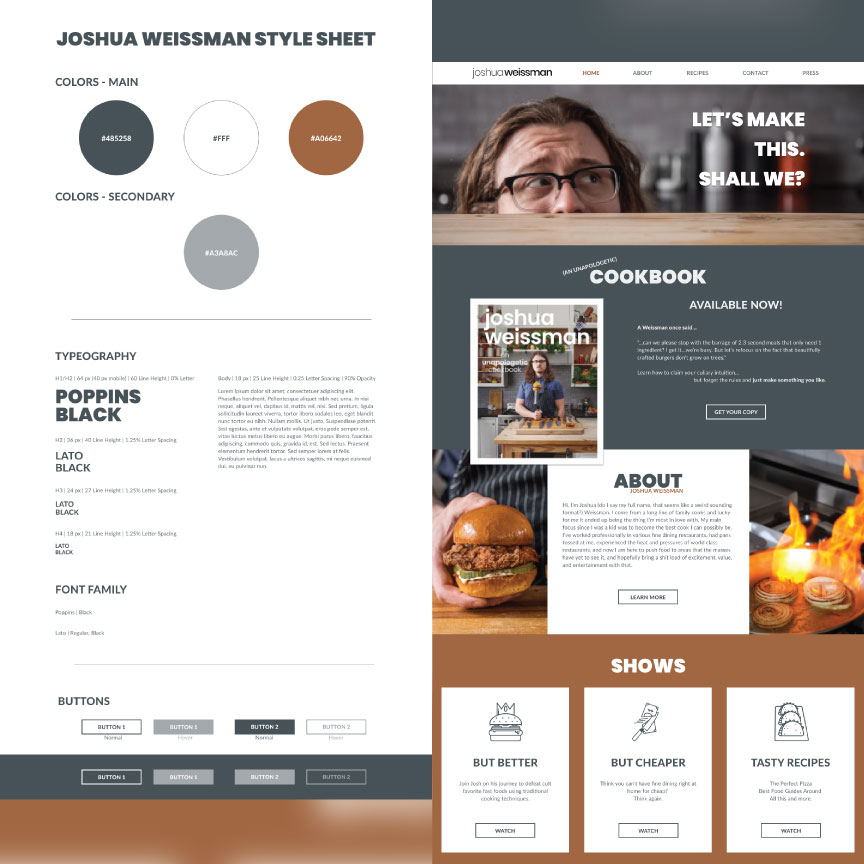 JOSHUA WEISSMAN STYLE SHEET
COLORS - MAIN
#485258
#FFF
#A06642
COLORS - SECONDARY
#A3A8AC
TYPEOGRAPHY
H1/H2 | 64 px (40 px mobile) | 60 Line Height | 0% Letter
POPPINS
BLACK
H2 | 36 px | 40 Line Height | 1.25% Letter Spacing
LATO
BLACK
H3 | 24 px | 27 Line Height | 1.25% Letter Spacing
LATO
BLACK
H4 | 18 px | 21 Line Height | 1.25% Letter Spacing
LATO
BLACK
Body | 18 px | 25 Line Height | 0.25 Letter Spacing | 90% Opacity
Lorem ipsum dolor sit amet, consectetuer adipiscing elit.
Phasellus hendrerit. Pellentesque aliquet nibh nec urna. In nisi
neque, aliquet vel, dapibus id, mattis vel, nisi. Sed pretium, ligula
sollicitudin laoreet viverra, tortor libero sodales leo, eget blandit
nunc tortor eu nibh. Nullam mollis. Ut justo. Suspendisse potenti.
Sed egestas, ante et vulputate volutpat, eros pede semper est,
vitae luctus metus libero eu augue. Morbi purus libero, faucibus
adipiscing, commodo quis, gravida id, est. Sed lectus. Praesent
elementum hendrerit tortor. Sed semper lorem at felis.
Vestibulum volutpat, lacus a ultrices sagittis, mi neque euismod
dui, eu pulvinar nun
FONT FAMILY
Poppins | Black
Lato | Regular, Black
BUTTONS
BUTTON 1
BUTTON 1
BUTTON 2
BUTTON 2
Normal
Hover
Normal
Hover
BUTTON 1
BUTTON 1
BUTTON 2
BUTTON 2
joshuaweissman
HOME
ABOUT
RECIPES
CONTACT
PRESS
LET'S MAKE
THIS.
SHALL WE?
(AN UNAPOLOGETIC)
COOKBOOK
joshua
weissman
an
unapologetic
cookbook
AVAILABLE NOW!
A Weissman once said...
"...can we please stop with the barrage of 2.3 second meals that only need 1
ingredient? I get it, we're busy. But let's refocus on the fact that beautifully
crafted burgers don't grow on trees."
Learn how to claim your culiary intuition...
but forget the rules and just make something you like.
GET YOUR COPY
ABOUT
JOSHUA WEISSMAN
Hi, I'm Joshua (do I say my full name, that seems like a weird sounding
formal?) Weissman. I come from a long line of family cooks, and lucky
for me it ended up being the thing I'm most in love with. My main
focus since I was a kid was to become the best cook I can possibly be.
I've worked professionally in various fine dining restaurants, had pans
tossed at me, experienced the heat and pressures of world class
restaurants, and now I am here to push food to areas that the masses
have yet to see it, and hopefully bring a shit load of excitement, value,
and entertainment with that.
LEARN MORE
SHOWS
BUT BETTER
Join Josh on his journey to defeat cult
favorite fast foods using traditional
cooking techniques.
WATCH
BUT CHEAPER
Think you can't have fine dining right at
home for cheap?
Think again.
WATCH
TASTY RECIPES
The Perfect Pizza
Best Food Guides Around
All this and more.
WATCH